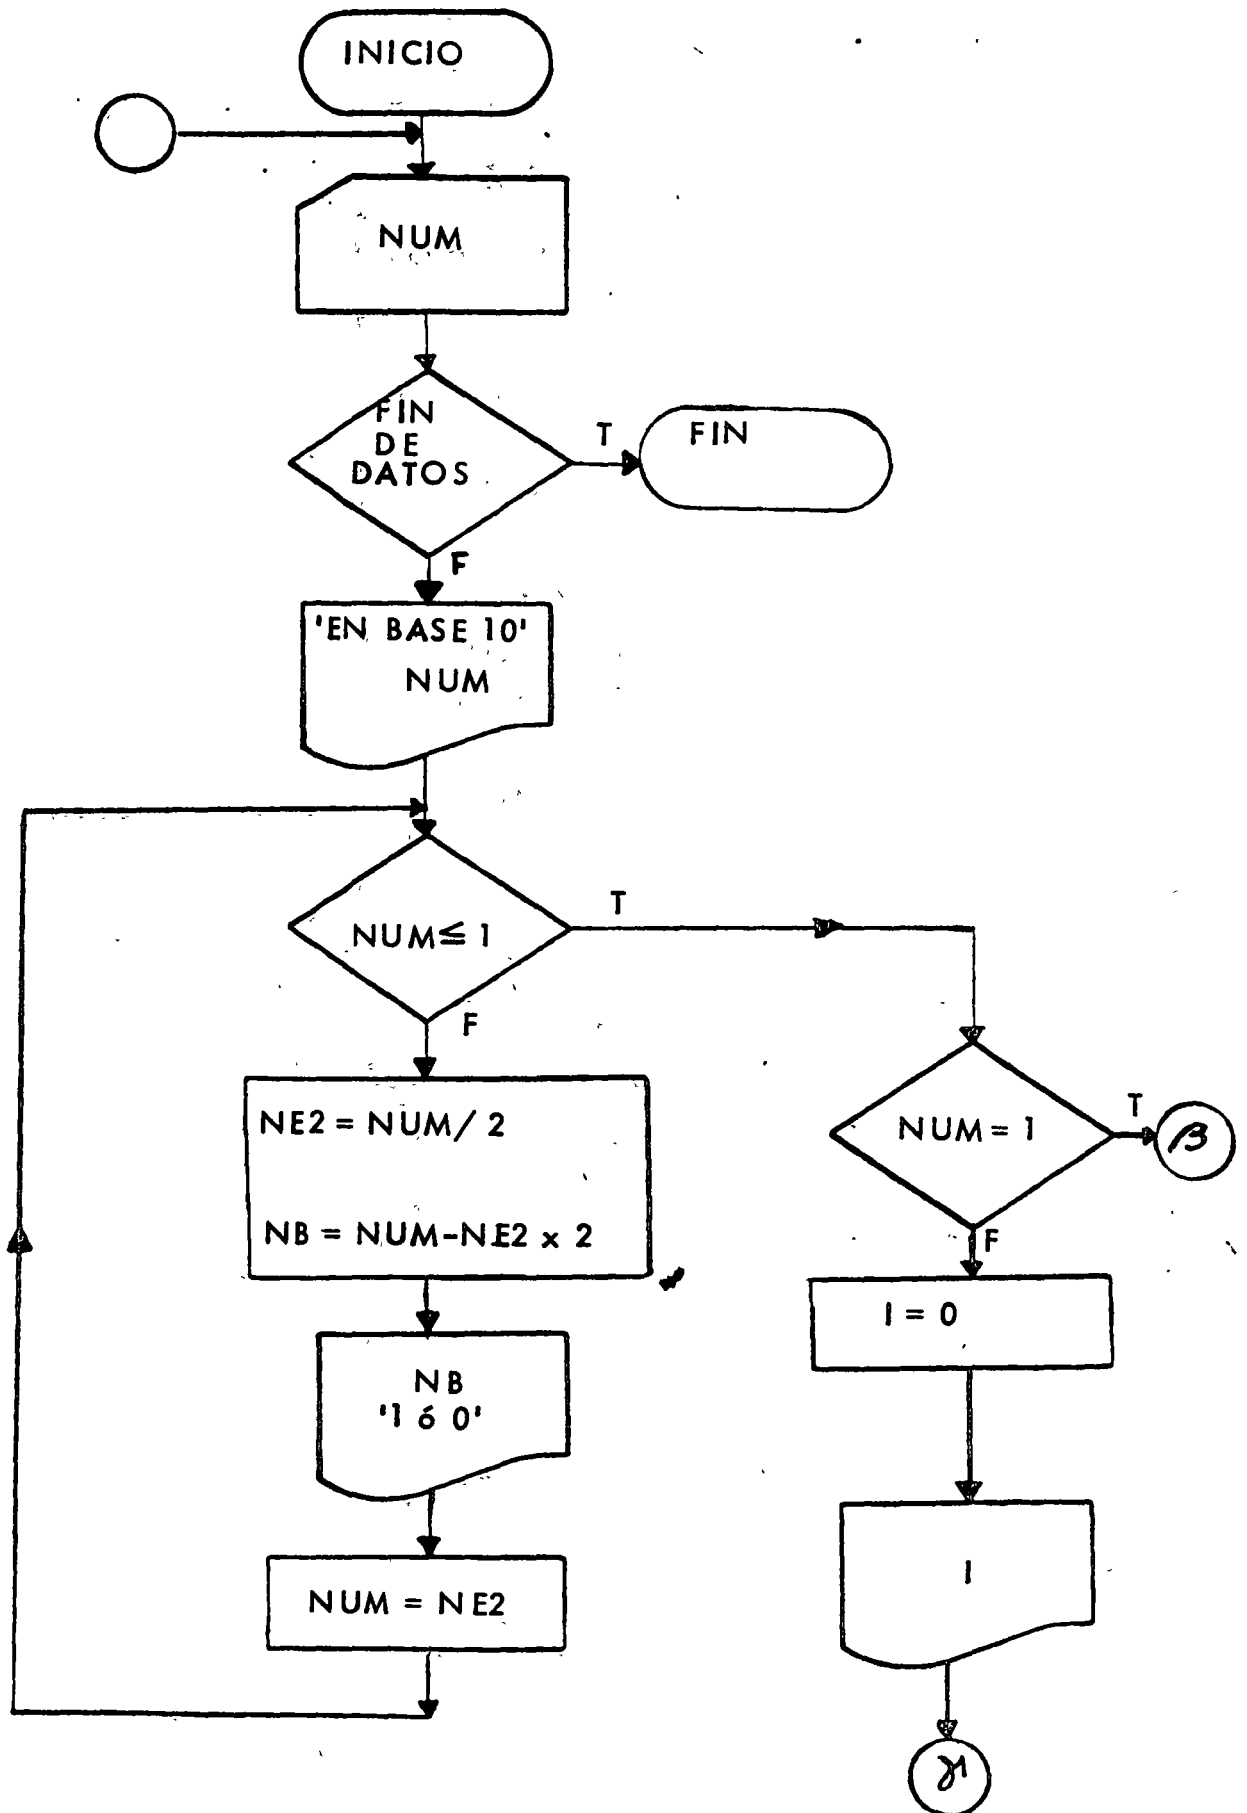 INICIO
NUM
FIN
DE
DATOS
T
FIN
F
'EN BASE 10'
NUM
NUM≤ 1
T
F
NUM = 1
T
β
F
NE2 = NUM/ 2
NB = NUM-NE2 x 2
I = 0
NB
'1 ó 0'
I
NUM = NE2